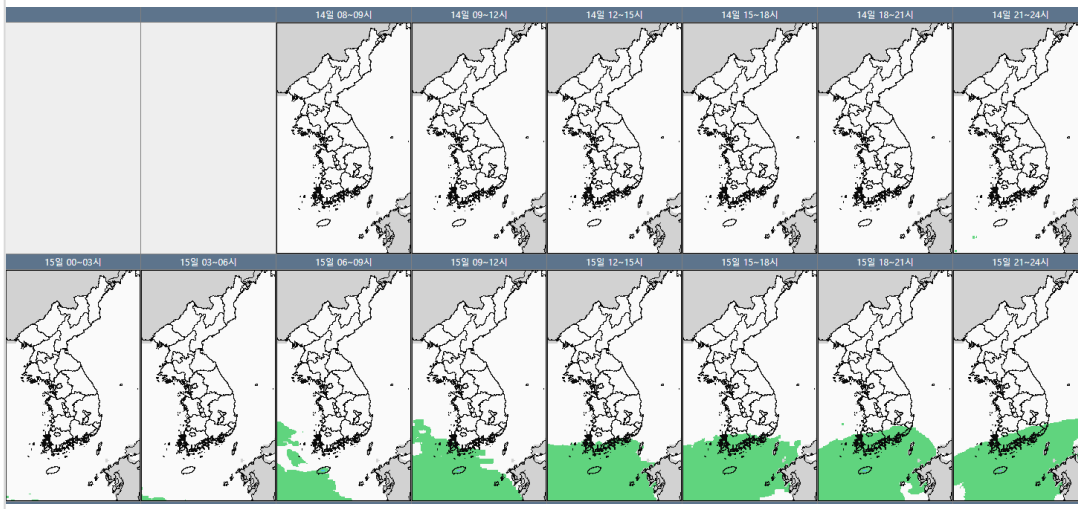 14일 08~09시
14일 09~12시
14일 12~15시
14일 15~18시
14일 18~21시
14일 21~24시
15일 00~03시
15일 03~06시
15일 06~09시
15일 09~12시
15일 12~15시
15일 15~18시
15일 18~21시
15일 21~24시